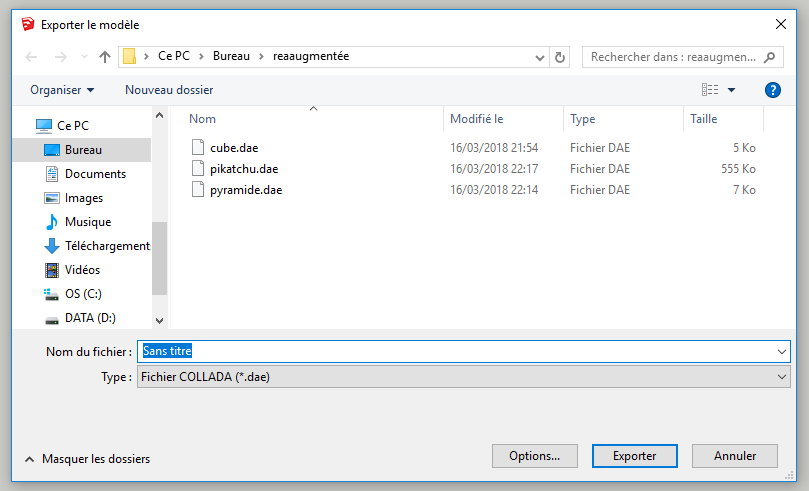 Exporter le modèle
Ce PC Bureau reaaugmentée
Rechercher dans : reaaugmen...
Organiser Nouveau dossier
?
Nom Modifié le Type Taille
Ce PC
Bureau
Documents
Images
Musique
Téléchargement
Vidéos
OS (C:)
DATA (D:)
cube.dae 16/03/2018 21:54 Fichier DAE 5 Ko
pikatchu.dae 16/03/2018 22:17 Fichier DAE 555 Ko
pyramide.dae 16/03/2018 22:14 Fichier DAE 7 Ko
Nom du fichier : Sans titre
Type : Fichier COLLADA (*.dae)
Masquer les dossiers
Options... Exporter Annuler